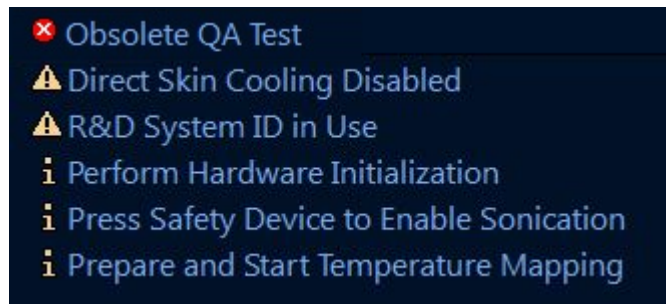 Obsolete QA Test
Direct Skin Cooling Disabled
R&D System ID in Use
Perform Hardware Initialization
Press Safety Device to Enable Sonication
Prepare and Start Temperature Mapping